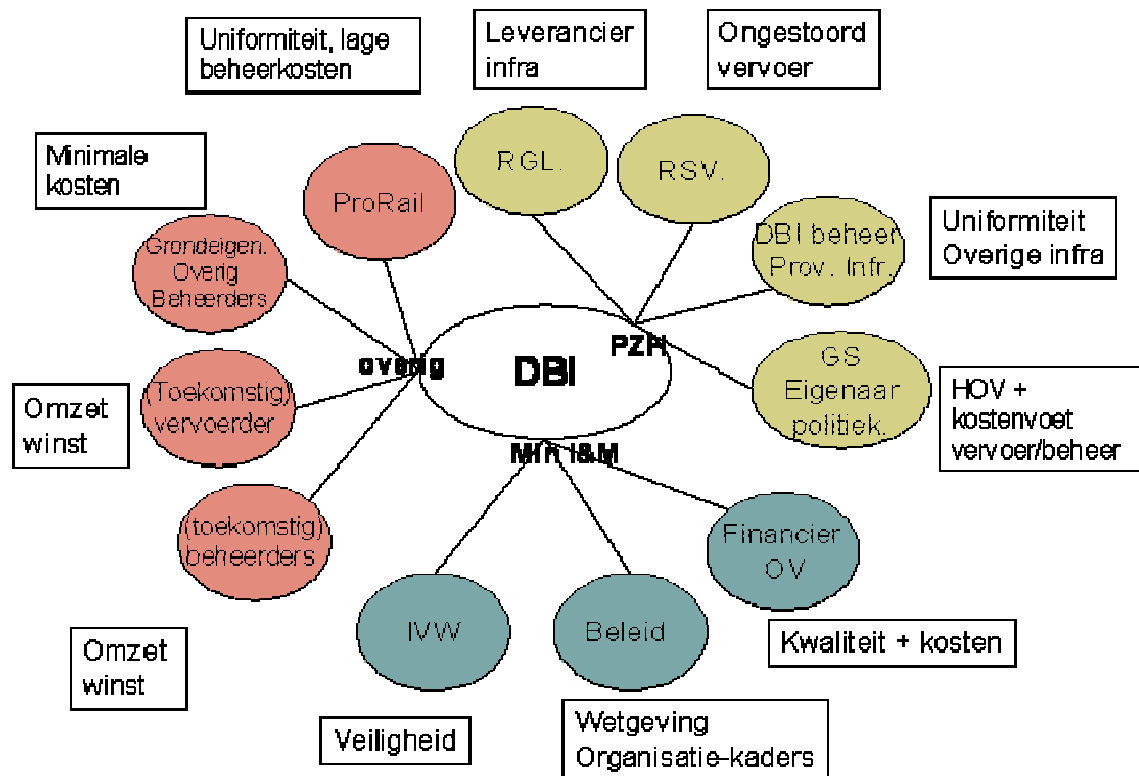 Uniformiteit, lage
beheerkosten
Leverancier
infra
Ongestoord
vervoer
Minimale
kosten
ProRail
RGL.
RSV.
Grondeigen.
Overig
Beheerders
DBI beheer
Prov. Infr.
Uniformiteit
Overige infra
overig
DBI
PZH
(Toekomstig)
vervoerder
Omzet
winst
GS
Eigenaar
politiek.
HOV +
kostenvoet
vervoer/beheer
Min I&M
(toekomstig)
beheerders
Financier
OV
IVW
Beleid
Omzet
winst
Kwaliteit + kosten
Veiligheid
Wetgeving
Organisatie-kaders